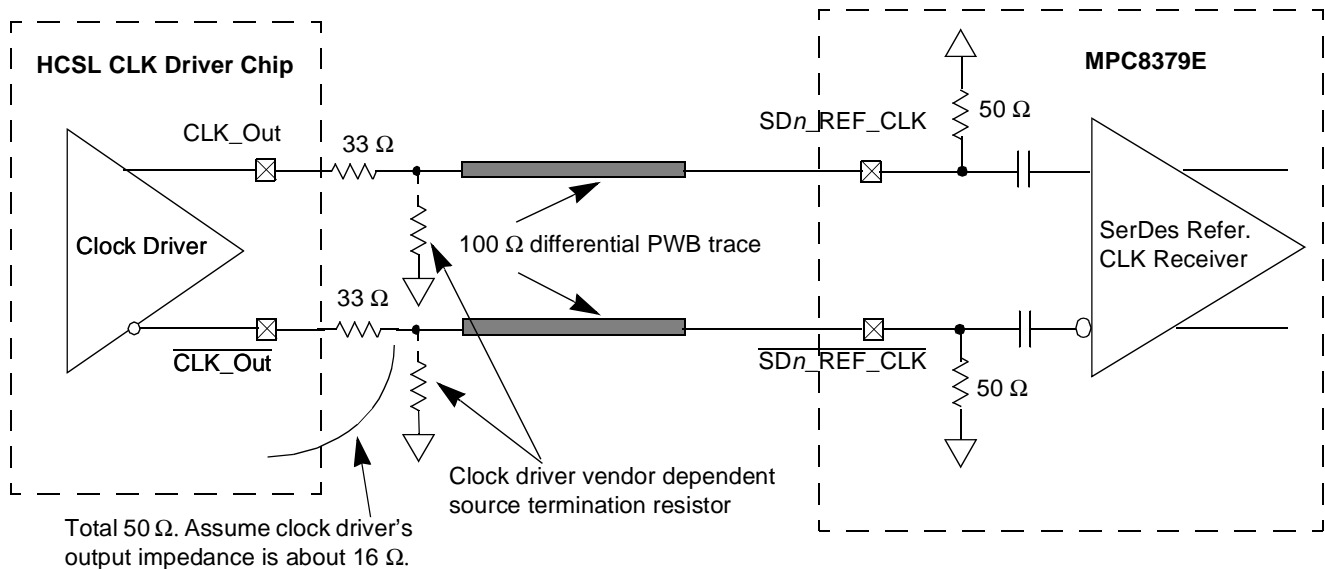 HCSL CLK Driver Chip
MPC8379E
CLK_Out
SDn_REF_CLK
50 Ω
33 Ω
Clock Driver
100 Ω differential PWB trace
SerDes Refer.
CLK Receiver
33 Ω
CLK_Out
SDn_REF_CLK
50 Ω
Clock driver vendor dependent
source termination resistor
Total 50 Ω. Assume clock driver's
output impedance is about 16 Ω.